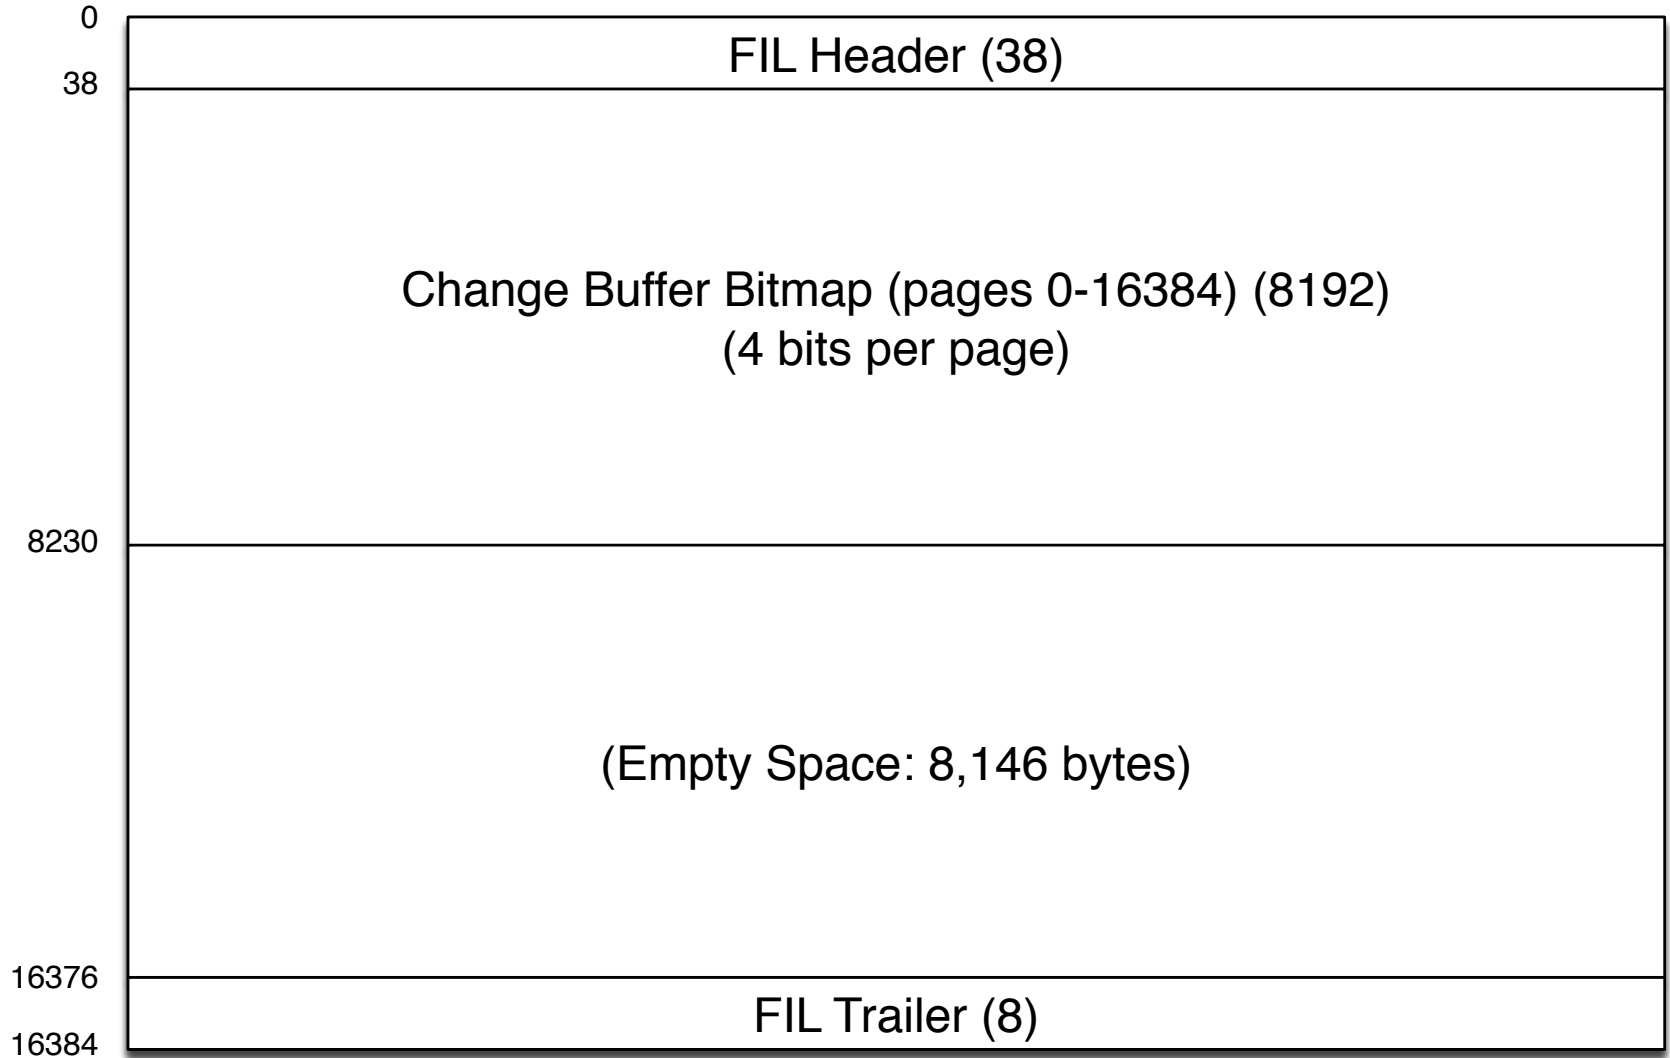 0
FIL Header (38)
38
Change Buffer Bitmap (pages 0-16384) (8192)
(4 bits per page)
8230
(Empty Space: 8,146 bytes)
16376
FIL Trailer (8)
16384